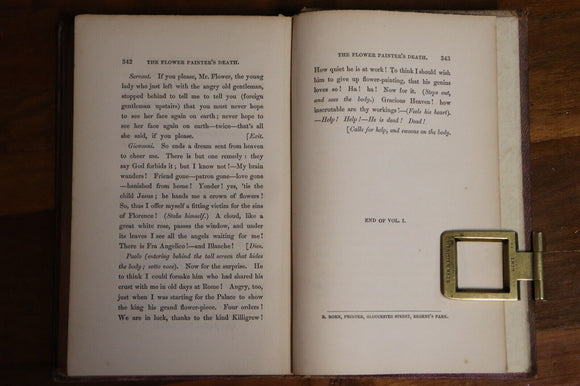 342 THE FLOWER PAINTER'S DEATH.
Servant. If you please, Mr. Flower, the young
lady who just left with the angry old gentleman,
stopped behind to tell me to tell you (foreign
gentleman upstairs) that you must never hope
to see her face again on earth; never hope to
see her face again on earth—twice—that's all
she said, if you please. [Exit.
Giovanni. So ends a dream sent from heaven
to cheer me. There is but one remedy: they
say God forbids it; but I know not!—My brain
wanders! Friend gone—patron gone—love gone
—banished from home! Yonder! yes, 'tis the
child Jesus; he hands me a crown of flowers!
So, thus I offer myself a fitting victim for the sins
of Florence! (Stabs himself.) A cloud, like a
great white rose, passes the window, and under
its leaves I see all the angels waiting for me!
There is Fra Angelico!—and Blanche! [Dies.
Paolo (entering behind the tall screen that hides
the body; sotto voce). Now for the surprise. He
to think I could forsake him who had shared his
crust with me in old days at Rome! Angry, too,
just when I was starting for the Palace to show
the king his grand flower-piece. Four orders!
We are in luck, thanks to the kind Killigrew!
THE FLOWER PAINTER'S DEATH. 343
How quiet he is at work! To think I should wish
him to give up flower-painting, that his genius
loves so! Ha! ha! Now for it. (Steps out,
and sees the body.) Gracious Heaven! how
inscrutable are thy workings!—(Feels his heart).
—Help! Help!—He is dead! Dead!
[Calls for help, and swoons on the body.
END OF VOL. I.
R. BORN, PRINTER, GLOUCESTER STREET, REGENT'S PARK.